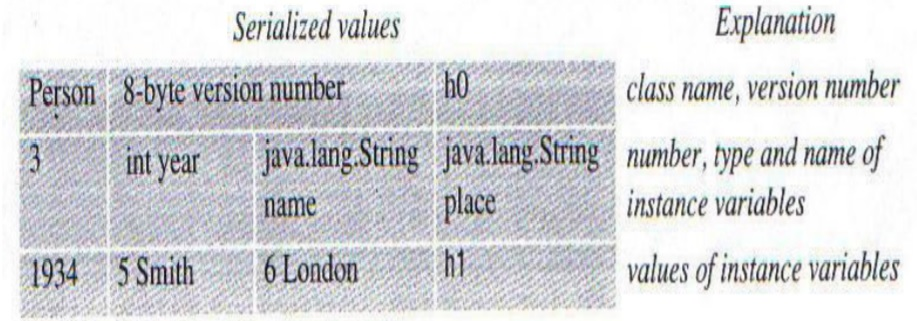 Serialized values Explanation
Person 8-byte version number h0 class name, version number
3 int year java.lang.String java.lang.String number, type and name of
name place instance variables
1934 5 Smith 6 London h1 values of instance variables